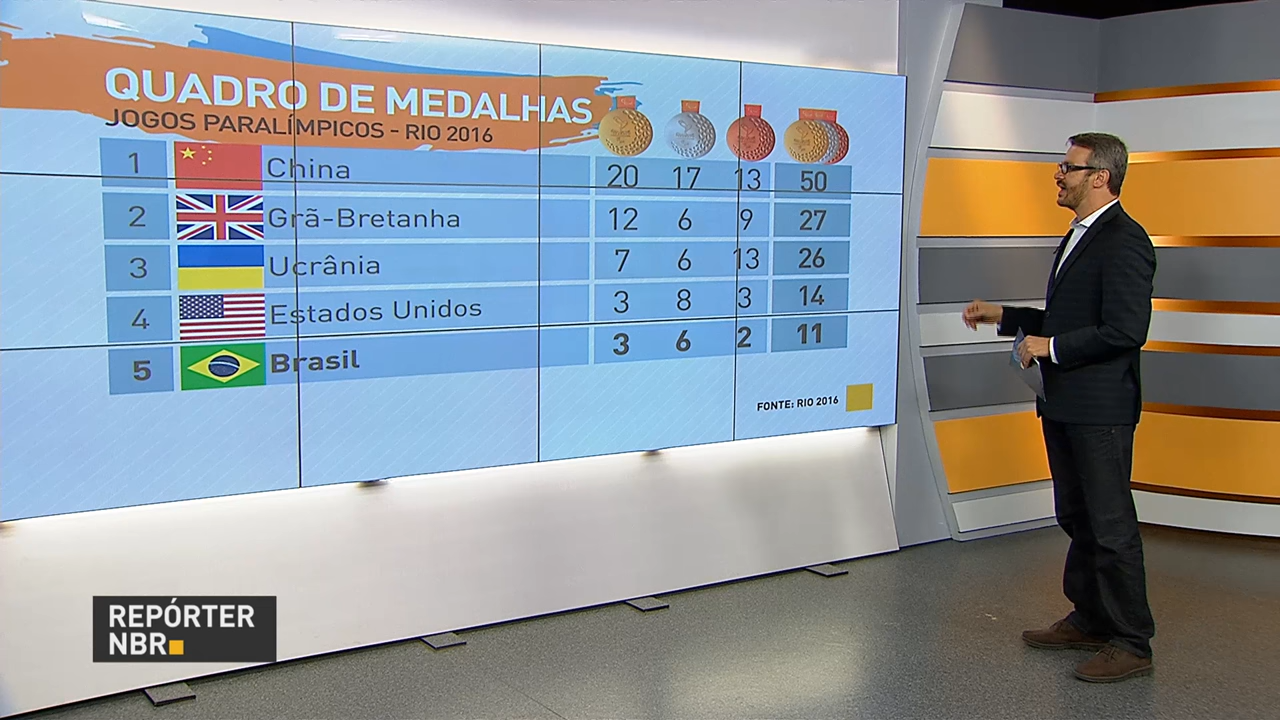 QUADRO DE MEDALHAS
JOGOS PARALÍMPICOS - RIO 2016
1 China 20 17 13 50
2 Grã-Bretanha 12 6 9 27
3 Ucrânia 7 6 13 26
4 Estados Unidos 3 8 3 14
5 Brasil 3 6 2 11
FONTE: RIO 2016
REPÓRTER
NBR